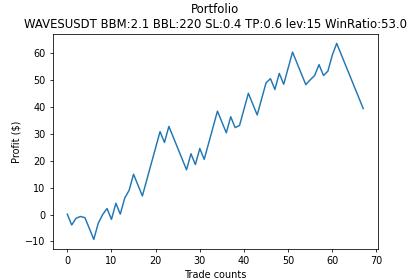 Portfolio
WAVESUSDT BBM:2.1 BBL:220 SL:0.4 TP:0.6 lev:15 WinRatio:53.0
Profit ($)
60
50
40
30
20
10
0
−10
0 10 20 30 40 50 60 70
Trade counts